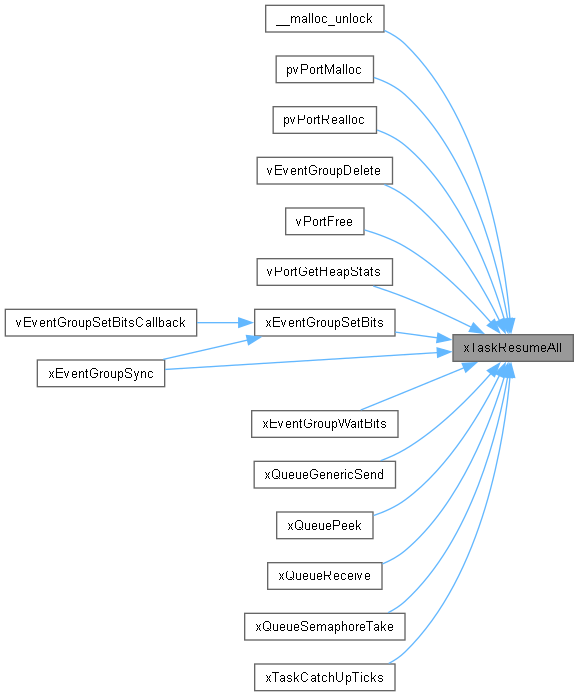 __malloc_unlock
pvPortMalloc
pvPortRealloc
vEventGroupDelete
vPortFree
vPortGetHeapStats
vEventGroupSetBitsCallback
xEventGroupSetBits
xTaskResumeAll
xEventGroupSync
xEventGroupWaitBits
xQueueGenericSend
xQueuePeek
xQueueReceive
xQueueSemaphoreTake
xTaskCatchUpTicks